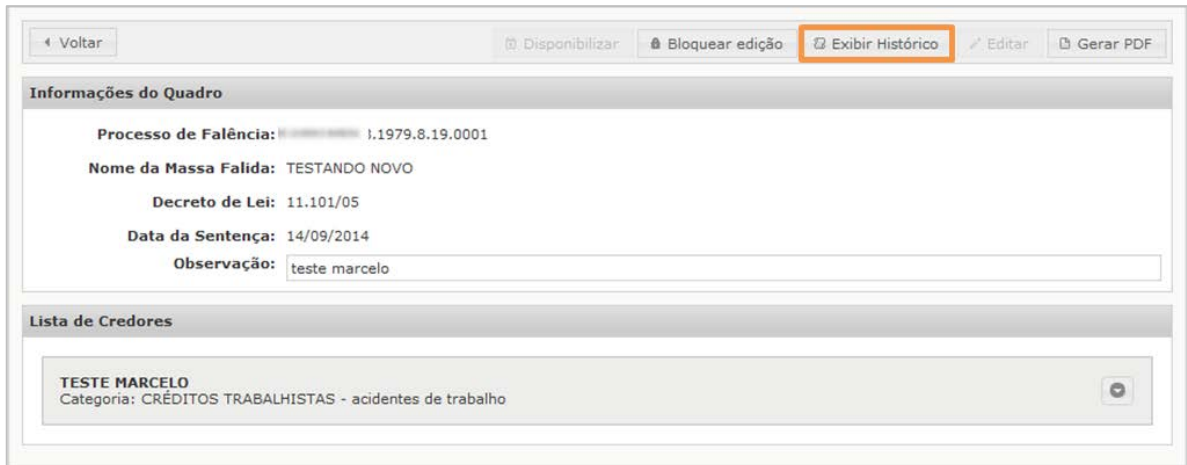 Voltar
Disponibilizar
Bloquear edição
Exibir Histórico
Editar
Gerar PDF
Informações do Quadro
Processo de Falência: .1979.8.19.0001
Nome da Massa Falida: TESTANDO NOVO
Decreto de Lei: 11.101/05
Data da Sentença: 14/09/2014
Observação: teste marcelo
Lista de Credores
TESTE MARCELO
Categoria: CRÉDITOS TRABALHISTAS - acidentes de trabalho